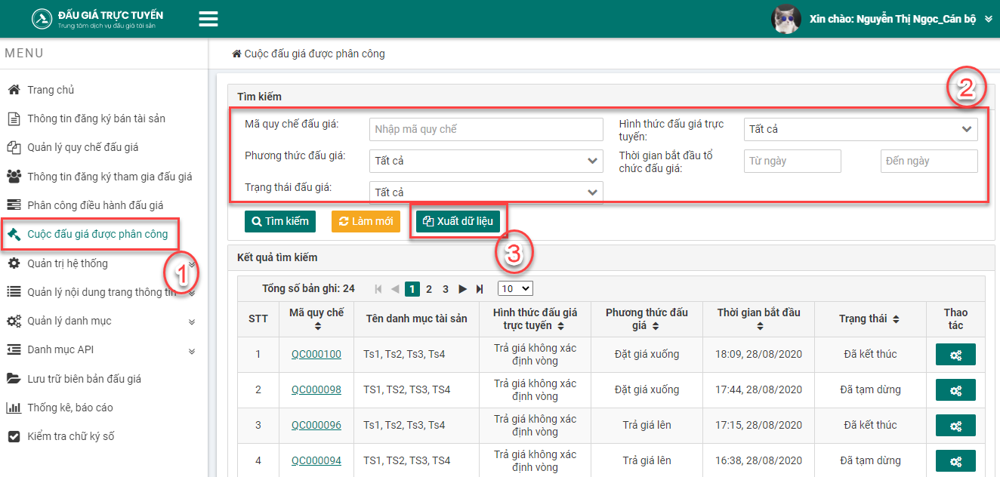 ĐẤU GIÁ TRỰC TUYẾN
Trung tâm dịch vụ đấu giá tài sản
Xin chào: Nguyễn Thị Ngọc_Cán bộ
MENU
Trang chủ
Thông tin đăng ký bán tài sản
Quản lý quy chế đấu giá
Thông tin đăng ký tham gia đấu giá
Phân công điều hành đấu giá
Cuộc đấu giá được phân công
1
Quản trị hệ thống
Quản lý nội dung trang thông tin
Quản lý danh mục
Danh mục API
Lưu trữ biên bản đấu giá
Thống kê, báo cáo
Kiểm tra chữ ký số
Cuộc đấu giá được phân công
Tìm kiếm
2
Mã quy chế đấu giá:
Nhập mã quy chế
Hình thức đấu giá trực
tuyến:
Tất cả
Phương thức đấu giá:
Tất cả
Thời gian bắt đầu tổ
chức đấu giá:
Từ ngày
Đến ngày
Trạng thái đấu giá:
Tất cả
Tìm kiếm
Làm mới
Xuất dữ liệu
3
Kết quả tìm kiếm
Tổng số bản ghi: 24
1 2 3
10
STT
Mã quy chế
Tên danh mục tài sản
Hình thức đấu giá
trực tuyến
Phương thức đấu
giá
Thời gian bắt đầu
Trạng thái
Thao
tác
1
QC000100
Ts1, Ts2, Ts3, Ts4
Trả giá không xác
định vòng
Đặt giá xuống
18:09, 28/08/2020
Đã kết thúc
2
QC000098
TS1, TS2, TS3, TS4
Trả giá không xác
định vòng
Đặt giá xuống
17:44, 28/08/2020
Đã tạm dừng
3
QC000096
Ts1, Ts2, Ts3, Ts4
Trả giá không xác
định vòng
Trả giá lên
17:15, 28/08/2020
Đã kết thúc
4
QC000094
TS1, TS2, TS3, TS4
Trả giá không xác
định vòng
Trả giá lên
16:38, 28/08/2020
Đã tạm dừng